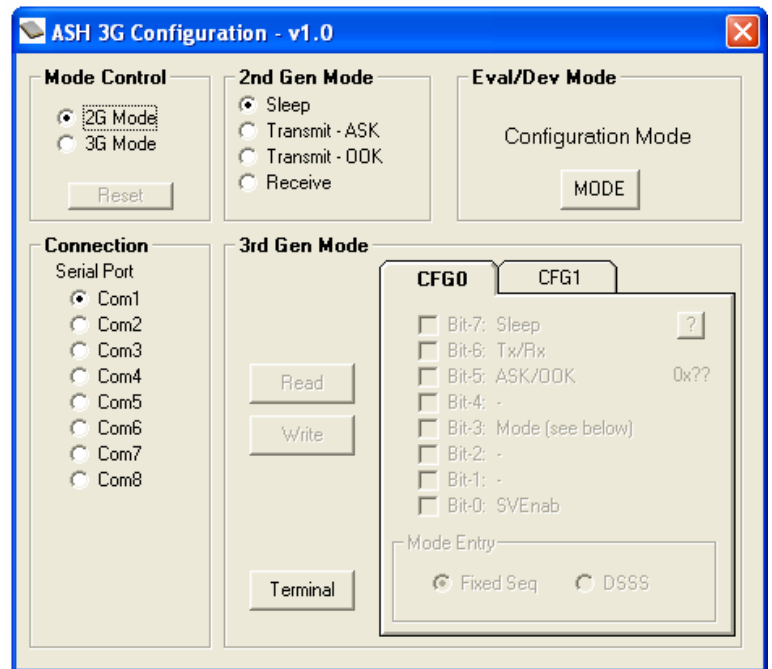 ASH 3G Configuration - v1.0
Mode Control
2G Mode
3G Mode
Reset
2nd Gen Mode
Sleep
Transmit - ASK
Transmit - OOK
Receive
Eval/Dev Mode
Configuration Mode
MODE
Connection
Serial Port
Com1
Com2
Com3
Com4
Com5
Com6
Com7
Com8
3rd Gen Mode
Read
Write
Terminal
CFG0
CFG1
Bit-7: Sleep
?
Bit-6: Tx/Rx
Bit-5: ASK/OOK
0x??
Bit-4: -
Bit-3: Mode (see below)
Bit-2: -
Bit-1: -
Bit-0: SVEnab
Mode Entry
Fixed Seq
DSSS